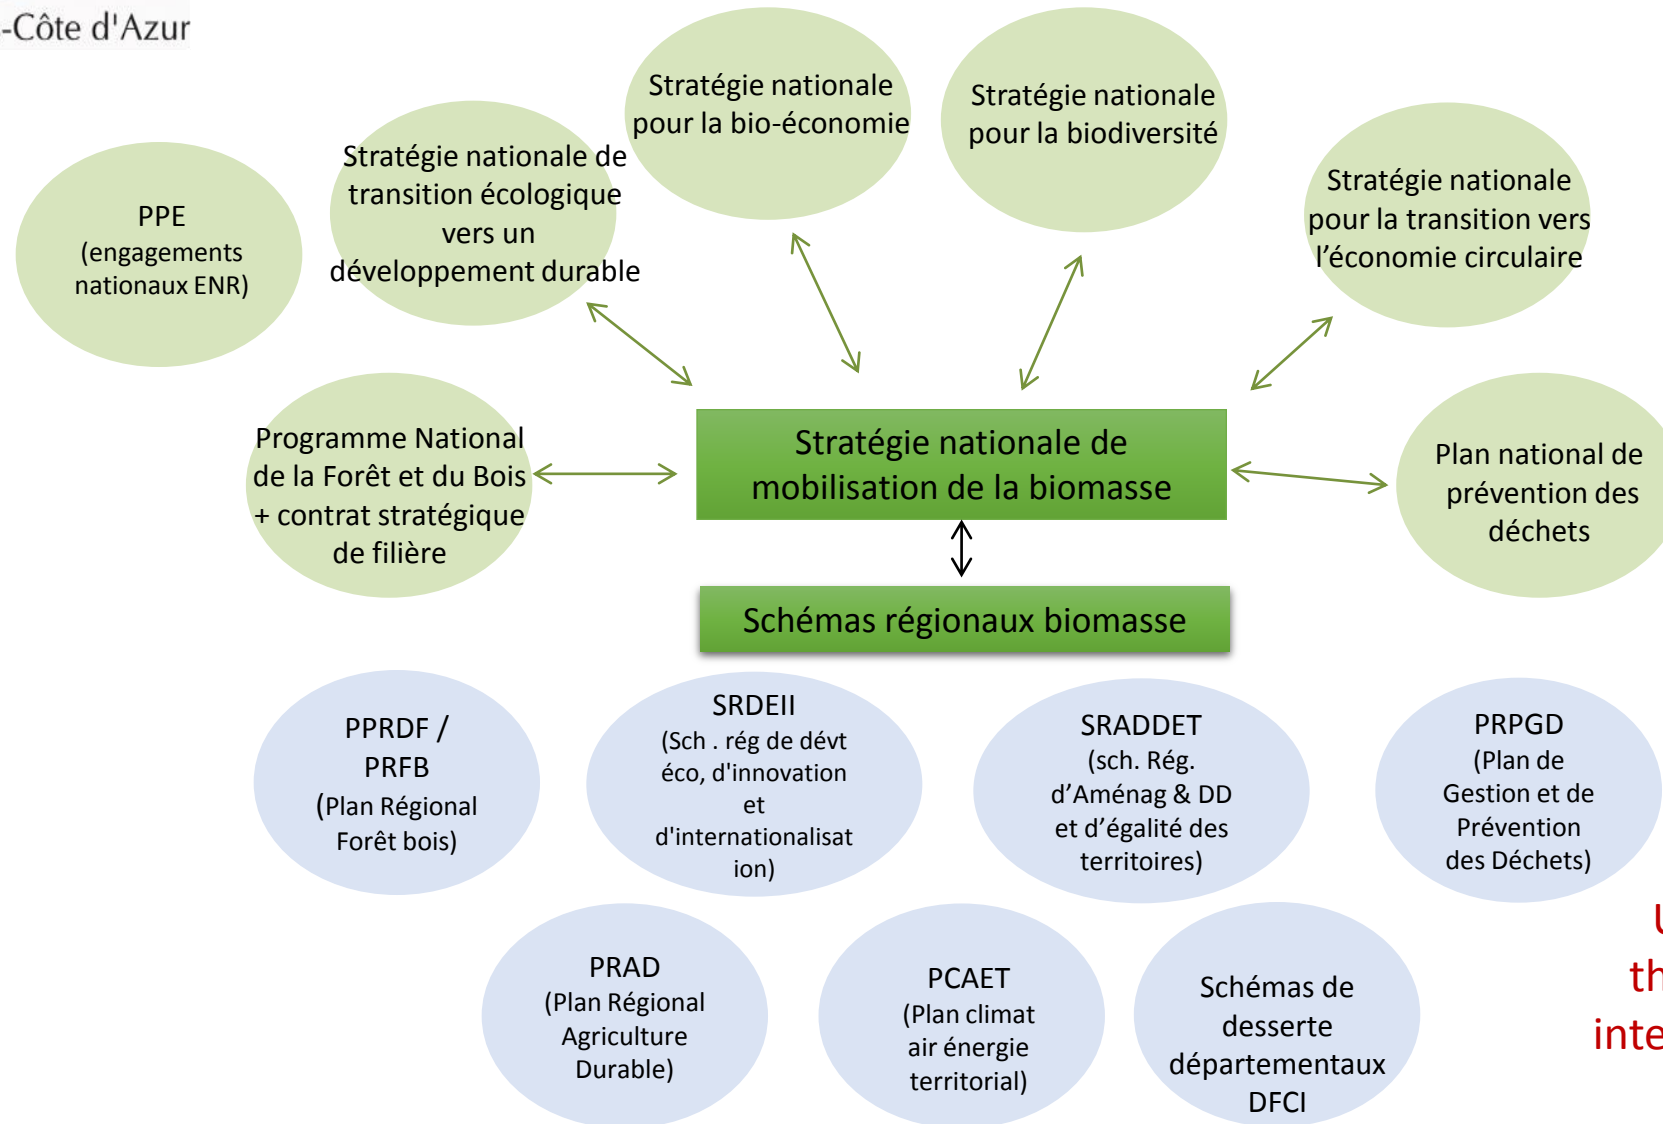 -Côte d'Azur
Stratégie nationale
pour la bio-économie
Stratégie nationale
pour la biodiversité
Stratégie nationale de
transition écologique
vers un
développement durable
Stratégie nationale
pour la transition vers
l’économie circulaire
PPE
(engagements
nationaux ENR)
Programme National
de la Forêt et du Bois
+ contrat stratégique
de filière
Stratégie nationale de
mobilisation de la biomasse
Plan national de
prévention des
déchets
Schémas régionaux biomasse
PPRDF /
PRFB
(Plan Régional
Forêt bois)
SRDEII
(Sch . rég de dévt
éco, d'innovation
et
d'internationalisat
ion)
SRADDET
(sch. Rég.
d’Aménag & DD
et d’égalité des
territoires)
PRPGD
(Plan de
Gestion et de
Prévention
des Déchets)
PRAD
(Plan Régional
Agriculture
Durable)
PCAET
(Plan climat
air énergie
territorial)
Schémas de
desserte
départementaux
DFCI